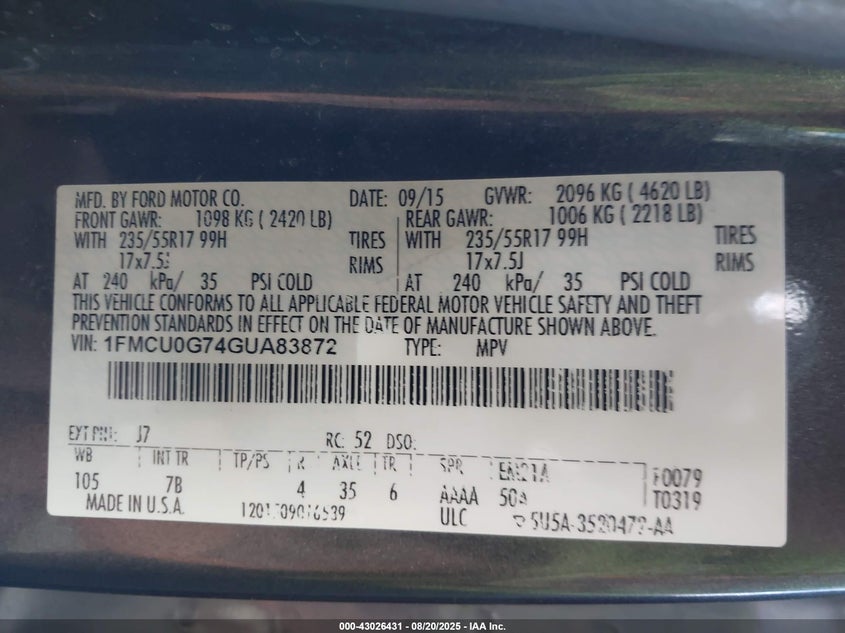 MFD. BY FORD MOTOR CO. DATE: 09/15 GVWR: 2096 KG ( 4620 LB)
FRONT GAWR: 1098 KG ( 2420 LB) REAR GAWR: 1006 KG ( 2218 LB)
WITH 235/55R17 99H TIRES WITH 235/55R17 99H TIRES
17x7.5J RIMS 17x7.5J RIMS
AT 240 kPa/ 35 PSI COLD AT 240 kPa/ 35 PSI COLD
THIS VEHICLE CONFORMS TO ALL APPLICABLE FEDERAL MOTOR VEHICLE SAFETY AND THEFT
PREVENTION STANDARDS IN EFFECT ON THE DATE OF MANUFACTURE SHOWN ABOVE.
VIN: 1FMCU0G74GUA83872 TYPE: MPV
EXT PNT: J7 RC: 52 DSO:
WB INT TR TP/PS R AXLE TR SPR
105 7B 4 35 6 AAAA 50A
F0079
T0319
MADE IN U.S.A. ULC
000-43026431 - 08/20/2025 - IAA Inc.